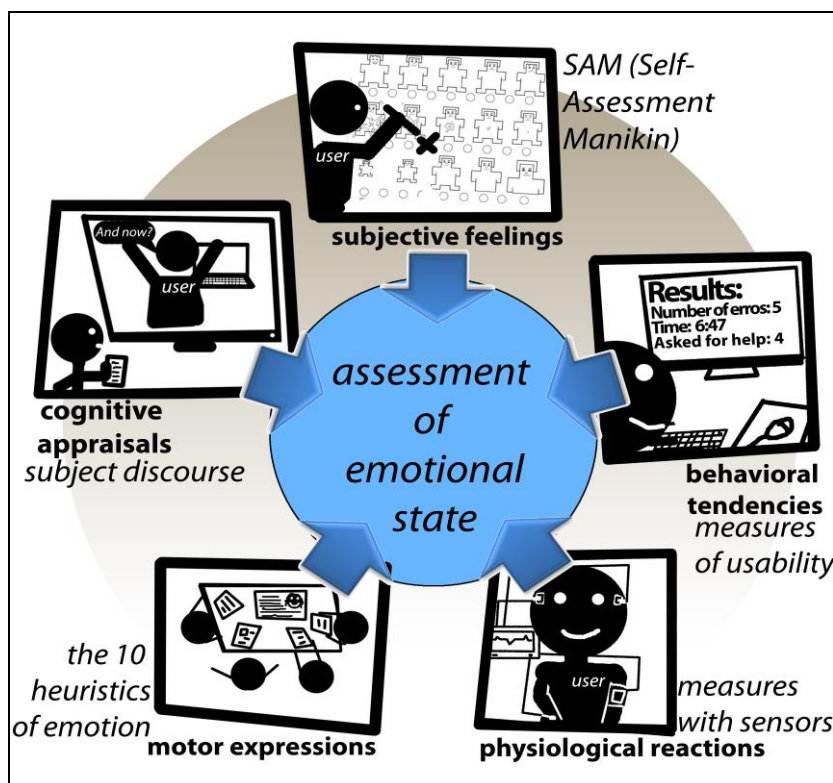 SAM (Self-
Assessment
Manikin)
user
subjective feelings
And now?
user
cognitive
appraisals
subject discourse
Results:
Number of erros: 5
Time: 6:47
Asked for help: 4
behavioral
tendencies
measures
of usability
assessment
of
emotional
state
the 10
heuristics
of emotion
motor expressions
user
measures
with sensors
physiological reactions